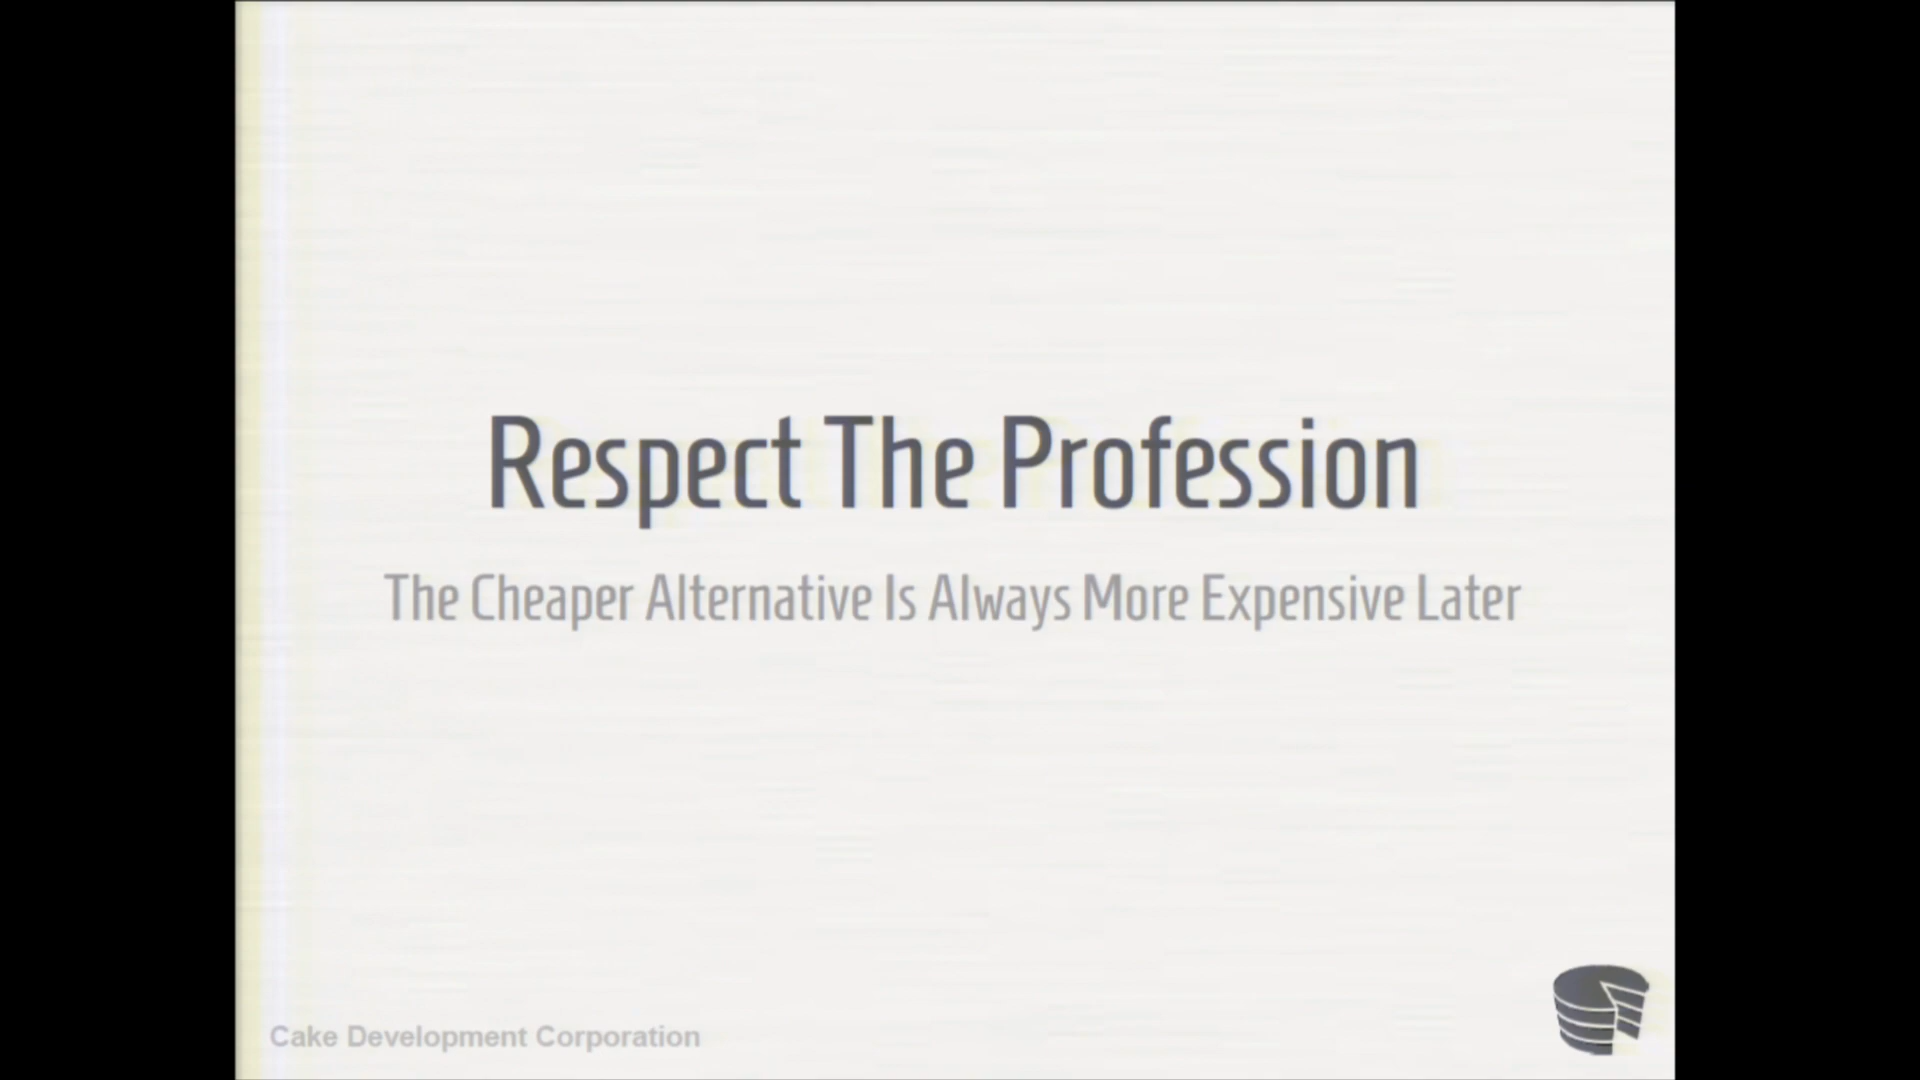 Respect The Profession
The Cheaper Alternative Is Always More Expensive Later
Cake Development Corporation